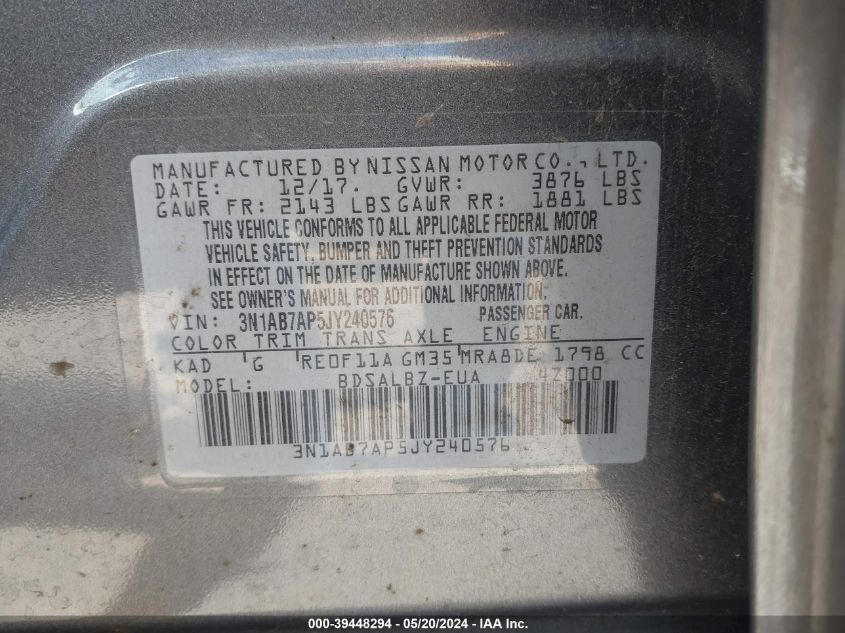 MANUFACTURED BY NISSAN MOTOR CO., LTD.
DATE: 12/17. GVWR: 3876 LBS
GAWR FR: 2143 LBS GAWR RR: 1881 LBS
THIS VEHICLE CONFORMS TO ALL APPLICABLE FEDERAL MOTOR
VEHICLE SAFETY, BUMPER AND THEFT PREVENTION STANDARDS
IN EFFECT ON THE DATE OF MANUFACTURE SHOWN ABOVE.
SEE OWNER'S MANUAL FOR ADDITIONAL INFORMATION.
VIN: 3N1AB7AP5JY240576 PASSENGER CAR.
COLOR TRIM TRANS AXLE ENGINE
KAD G RE0F11A GM35 MRA8DE 1798 CC
MODEL: BDSALBZ-EUA 4Z000
3N1AB7AP5JY240576
000-39448294 - 05/20/2024 - IAA Inc.